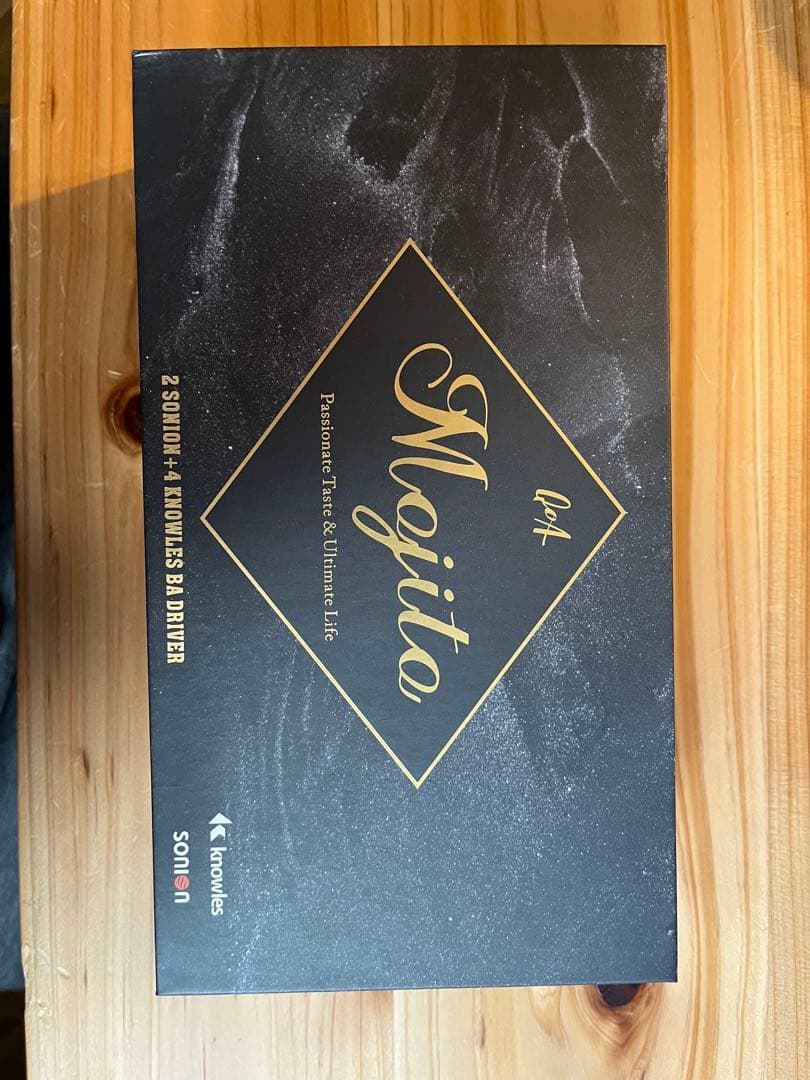 QoA
Mojito
Passionate Taste & Ultimate Life
2 SONION+4 KNOWLES BA DRIVER
knowles
sonion